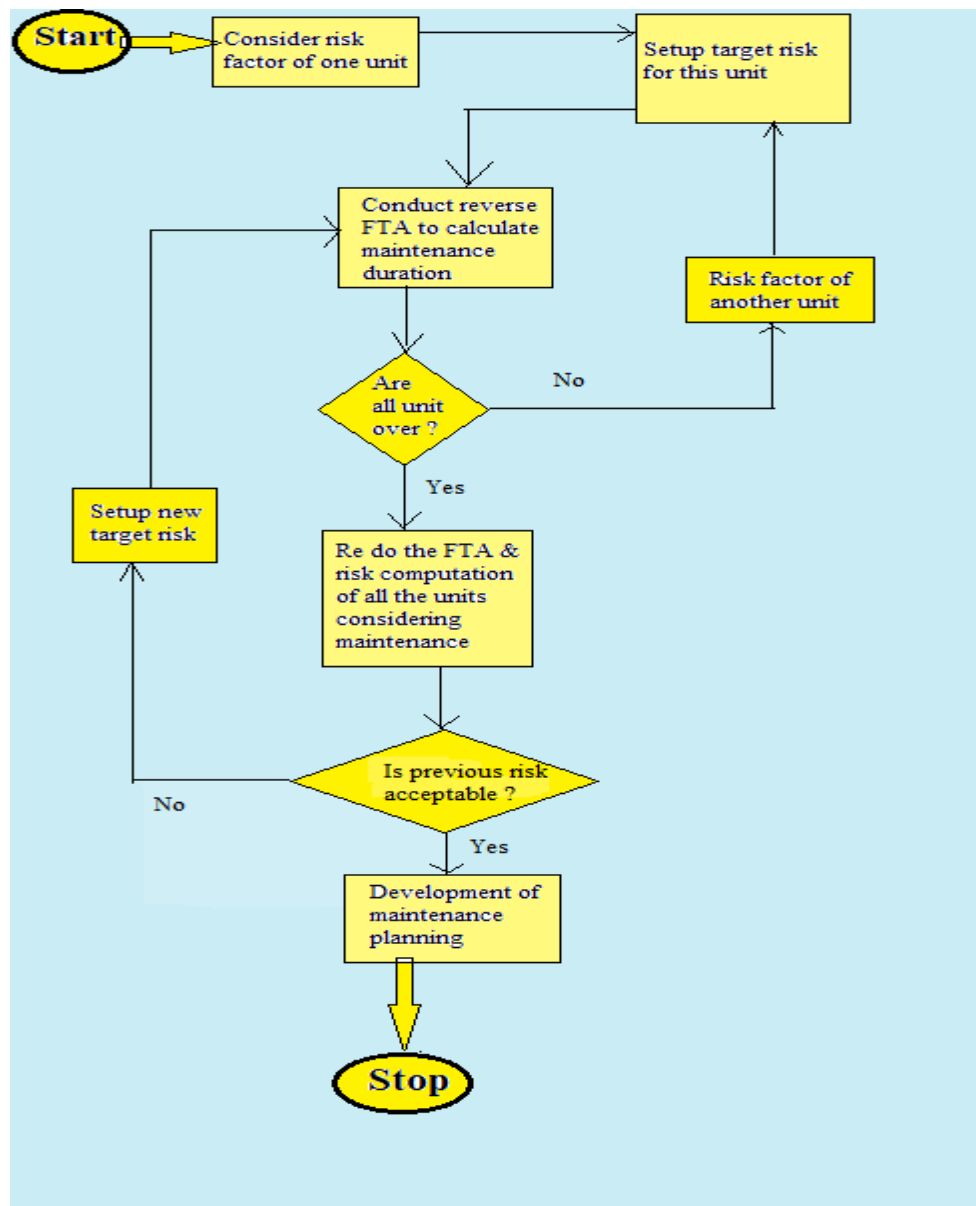 Start
Consider risk
factor of one unit
Setup target risk
for this unit
Conduct reverse
FTA to calculate
maintenance
duration
Risk factor of
another unit
Are
all unit
over ?
No
Yes
Setup new
target risk
Re do the FTA &
risk computation
of all the units
considering
maintenance
Is previous risk
acceptable ?
No
Yes
Development of
maintenance
planning
Stop